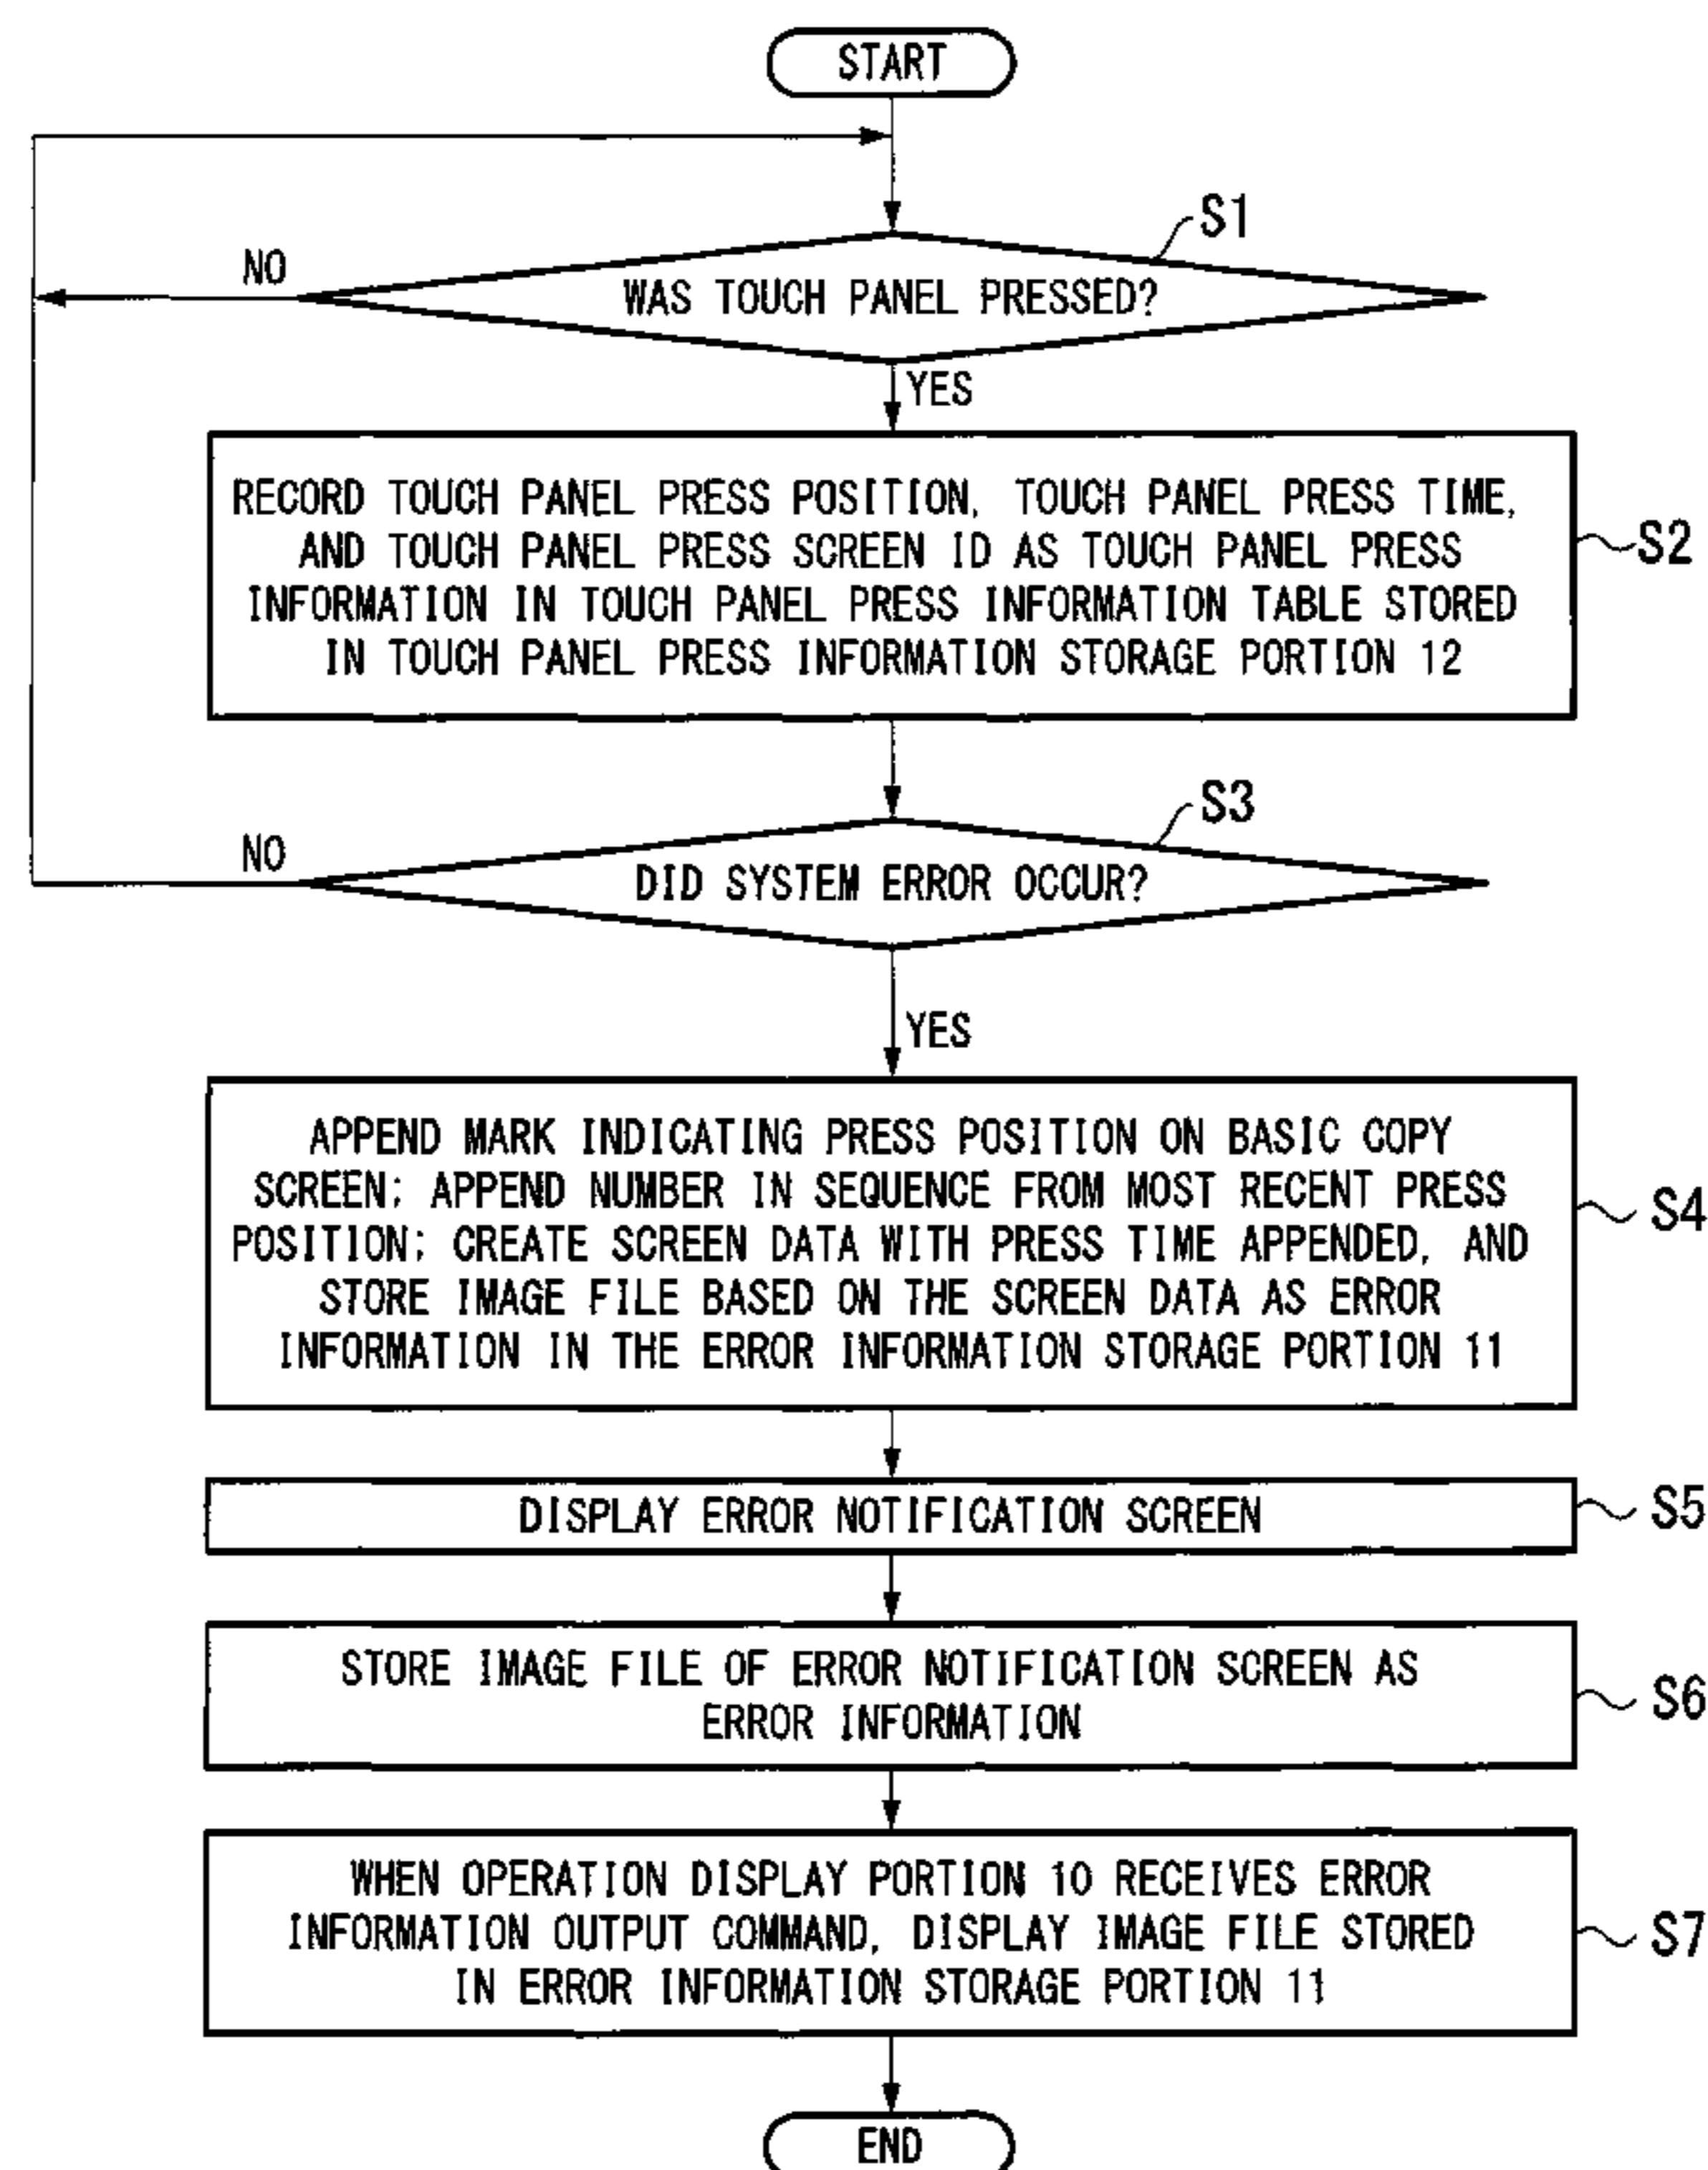 START
S1
NO
WAS TOUCH PANEL PRESSED?
YES
RECORD TOUCH PANEL PRESS POSITION, TOUCH PANEL PRESS TIME,
AND TOUCH PANEL PRESS SCREEN ID AS TOUCH PANEL PRESS
INFORMATION IN TOUCH PANEL PRESS INFORMATION TABLE STORED
IN TOUCH PANEL PRESS INFORMATION STORAGE PORTION 12
S2
S3
NO
DID SYSTEM ERROR OCCUR?
YES
APPEND MARK INDICATING PRESS POSITION ON BASIC COPY
SCREEN; APPEND NUMBER IN SEQUENCE FROM MOST RECENT PRESS
POSITION; CREATE SCREEN DATA WITH PRESS TIME APPENDED, AND
STORE IMAGE FILE BASED ON THE SCREEN DATA AS ERROR
INFORMATION IN THE ERROR INFORMATION STORAGE PORTION 11
S4
DISPLAY ERROR NOTIFICATION SCREEN
S5
STORE IMAGE FILE OF ERROR NOTIFICATION SCREEN AS
ERROR INFORMATION
S6
WHEN OPERATION DISPLAY PORTION 10 RECEIVES ERROR
INFORMATION OUTPUT COMMAND, DISPLAY IMAGE FILE STORED
IN ERROR INFORMATION STORAGE PORTION 11
S7
END